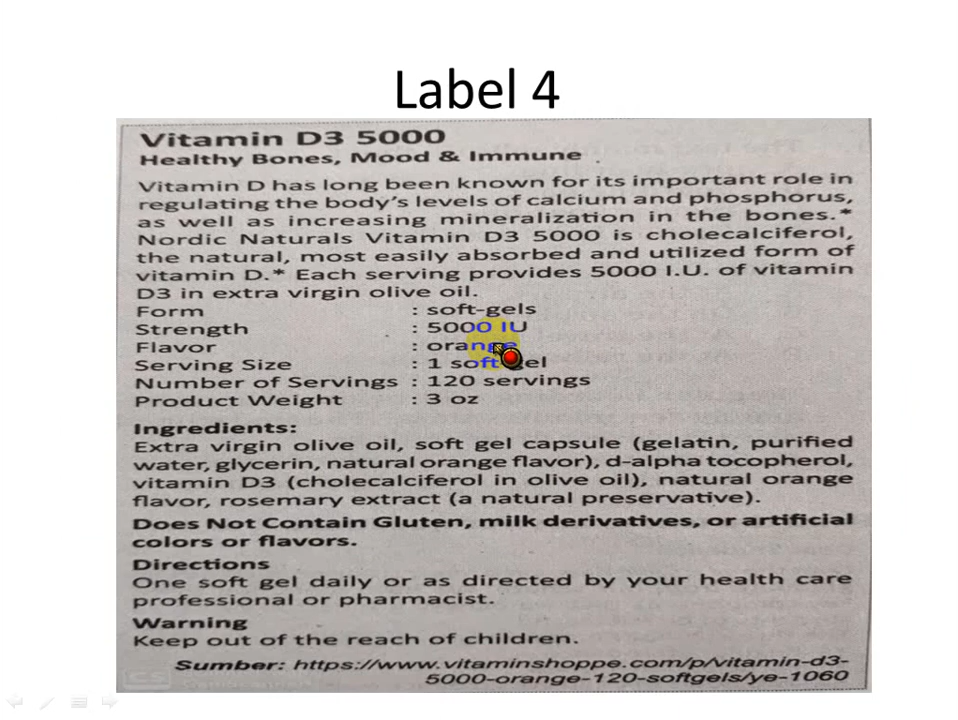 Label 4
Vitamin D3 5000
Healthy Bones, Mood & Immune
Vitamin D has long been known for its important role in
regulating the body's levels of calcium and phosphorus,
as well as increasing mineralization in the bones.*
Nordic Naturals Vitamin D3 5000 is cholecalciferol,
the natural, most easily absorbed and utilized form of
vitamin D.* Each serving provides 5000 I.U. of vitamin
D3 in extra virgin olive oil.
Form : soft-gels
Strength : 5000 IU
Flavor : orange
Serving Size : 1 soft gel
Number of Servings : 120 servings
Product Weight : 3 oz
Ingredients:
Extra virgin olive oil, soft gel capsule (gelatin, purified
water, glycerin, natural orange flavor), d-alpha tocopherol,
vitamin D3 (cholecalciferol in olive oil), natural orange
flavor, rosemary extract (a natural preservative).
Does Not Contain Gluten, milk derivatives, or artificial
colors or flavors.
Directions
One soft gel daily or as directed by your health care
professional or pharmacist.
Warning
Keep out of the reach of children.
Sumber: https://www.vitaminshoppe.com/p/vitamin-d3-
5000-orange-120-softgels/ye-1060
CS